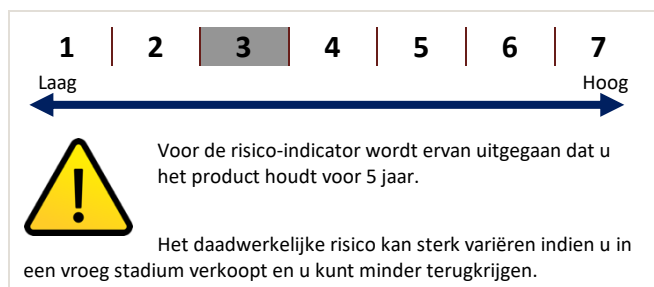 1 2 3 4 5 6 7
Laag Hoog
Voor de risico-indicator wordt ervan uitgegaan dat u
het product houdt voor 5 jaar.
Het daadwerkelijke risico kan sterk variëren indien u in
een vroeg stadium verkoopt en u kunt minder terugkrijgen.